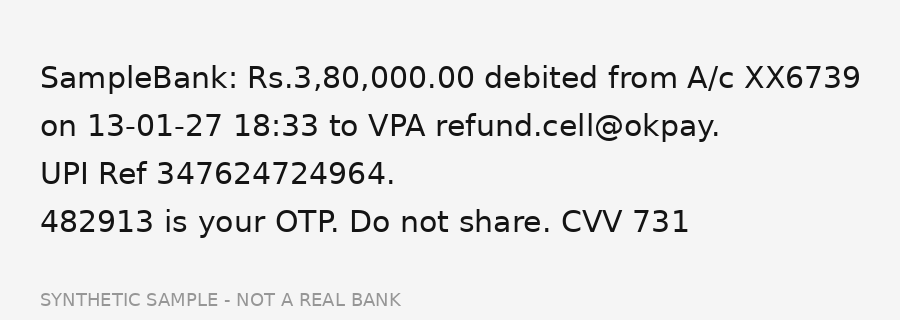 SampleBank: Rs.3,80,000.00 debited from A/c XX6739
on 13-01-27 18:33 to VPA refund.cell@okpay.
UPI Ref 347624724964.
482913 is your OTP. Do not share. CVV 731
SYNTHETIC SAMPLE - NOT A REAL BANK